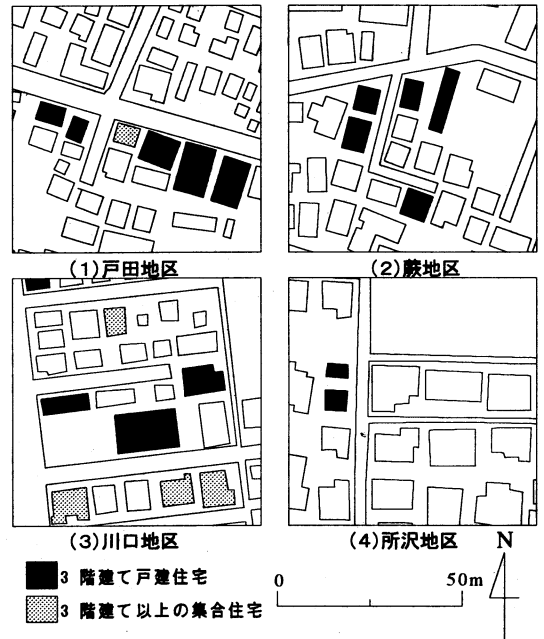 (1)戸田地区
(2)蕨地区
(3)川口地区
(4)所沢地区
N
3 階建て戸建住宅
3 階建て以上の集合住宅
0 50m